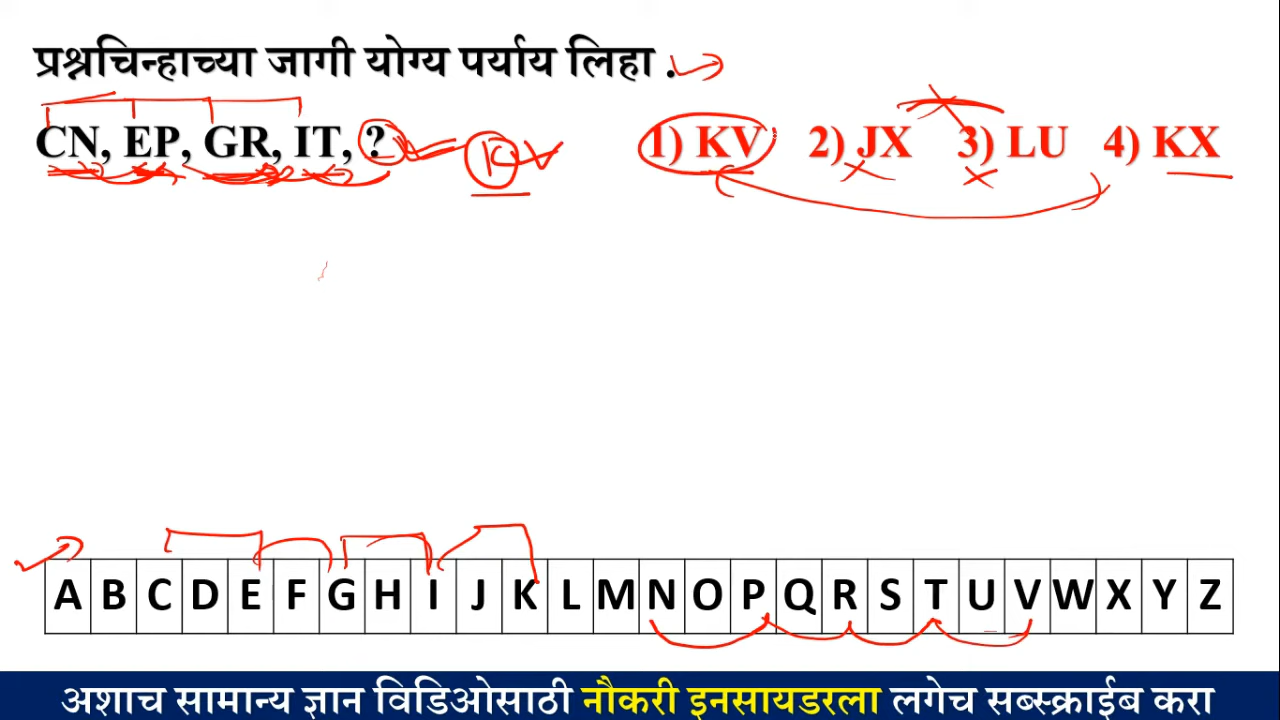 प्रश्नचिन्हाच्या जागी योग्य पर्याय लिहा .
CN, EP, GR, IT, ? K V 1) KV 2) JX 3) LU 4) KX
A B C D E F G H I J K L M N O P Q R S T U V W X Y Z
अशाच सामान्य ज्ञान विडिओसाठी नौकरी इनसायडरला लगेच सब्स्क्राईब करा